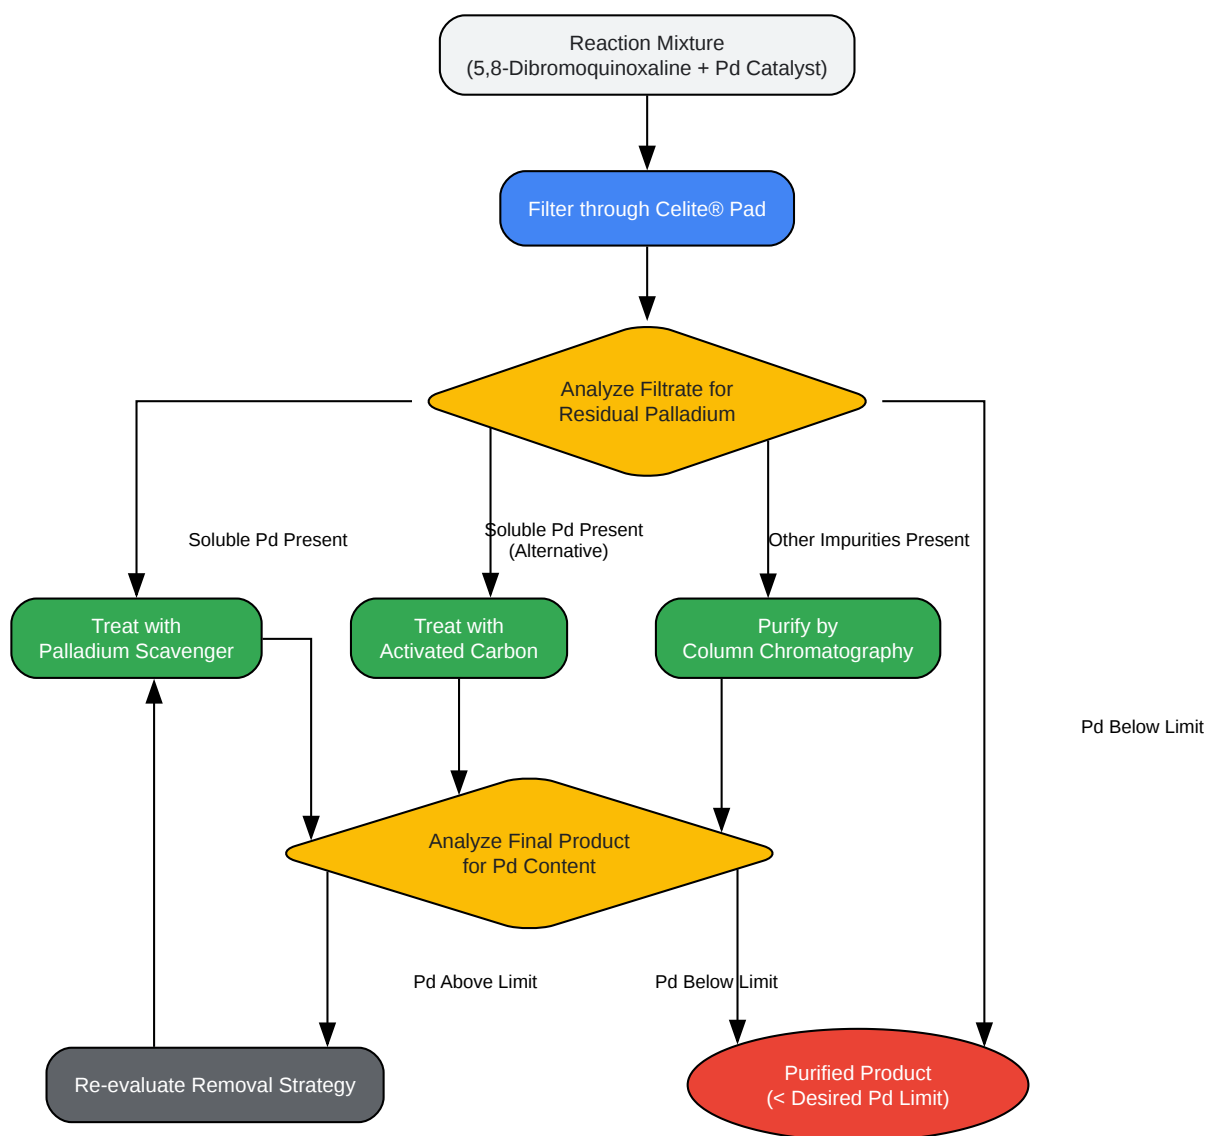 Reaction Mixture
(5,8-Dibromoquinoxaline + Pd Catalyst)
Filter through Celite® Pad
Analyze Filtrate for
Residual Palladium
Soluble Pd Present
Soluble Pd Present
(Alternative)
Other Impurities Present
Treat with
Palladium Scavenger
Treat with
Activated Carbon
Purify by
Column Chromatography
Pd Below Limit
Analyze Final Product
for Pd Content
Pd Above Limit
Pd Below Limit
Re-evaluate Removal Strategy
Purified Product
(< Desired Pd Limit)